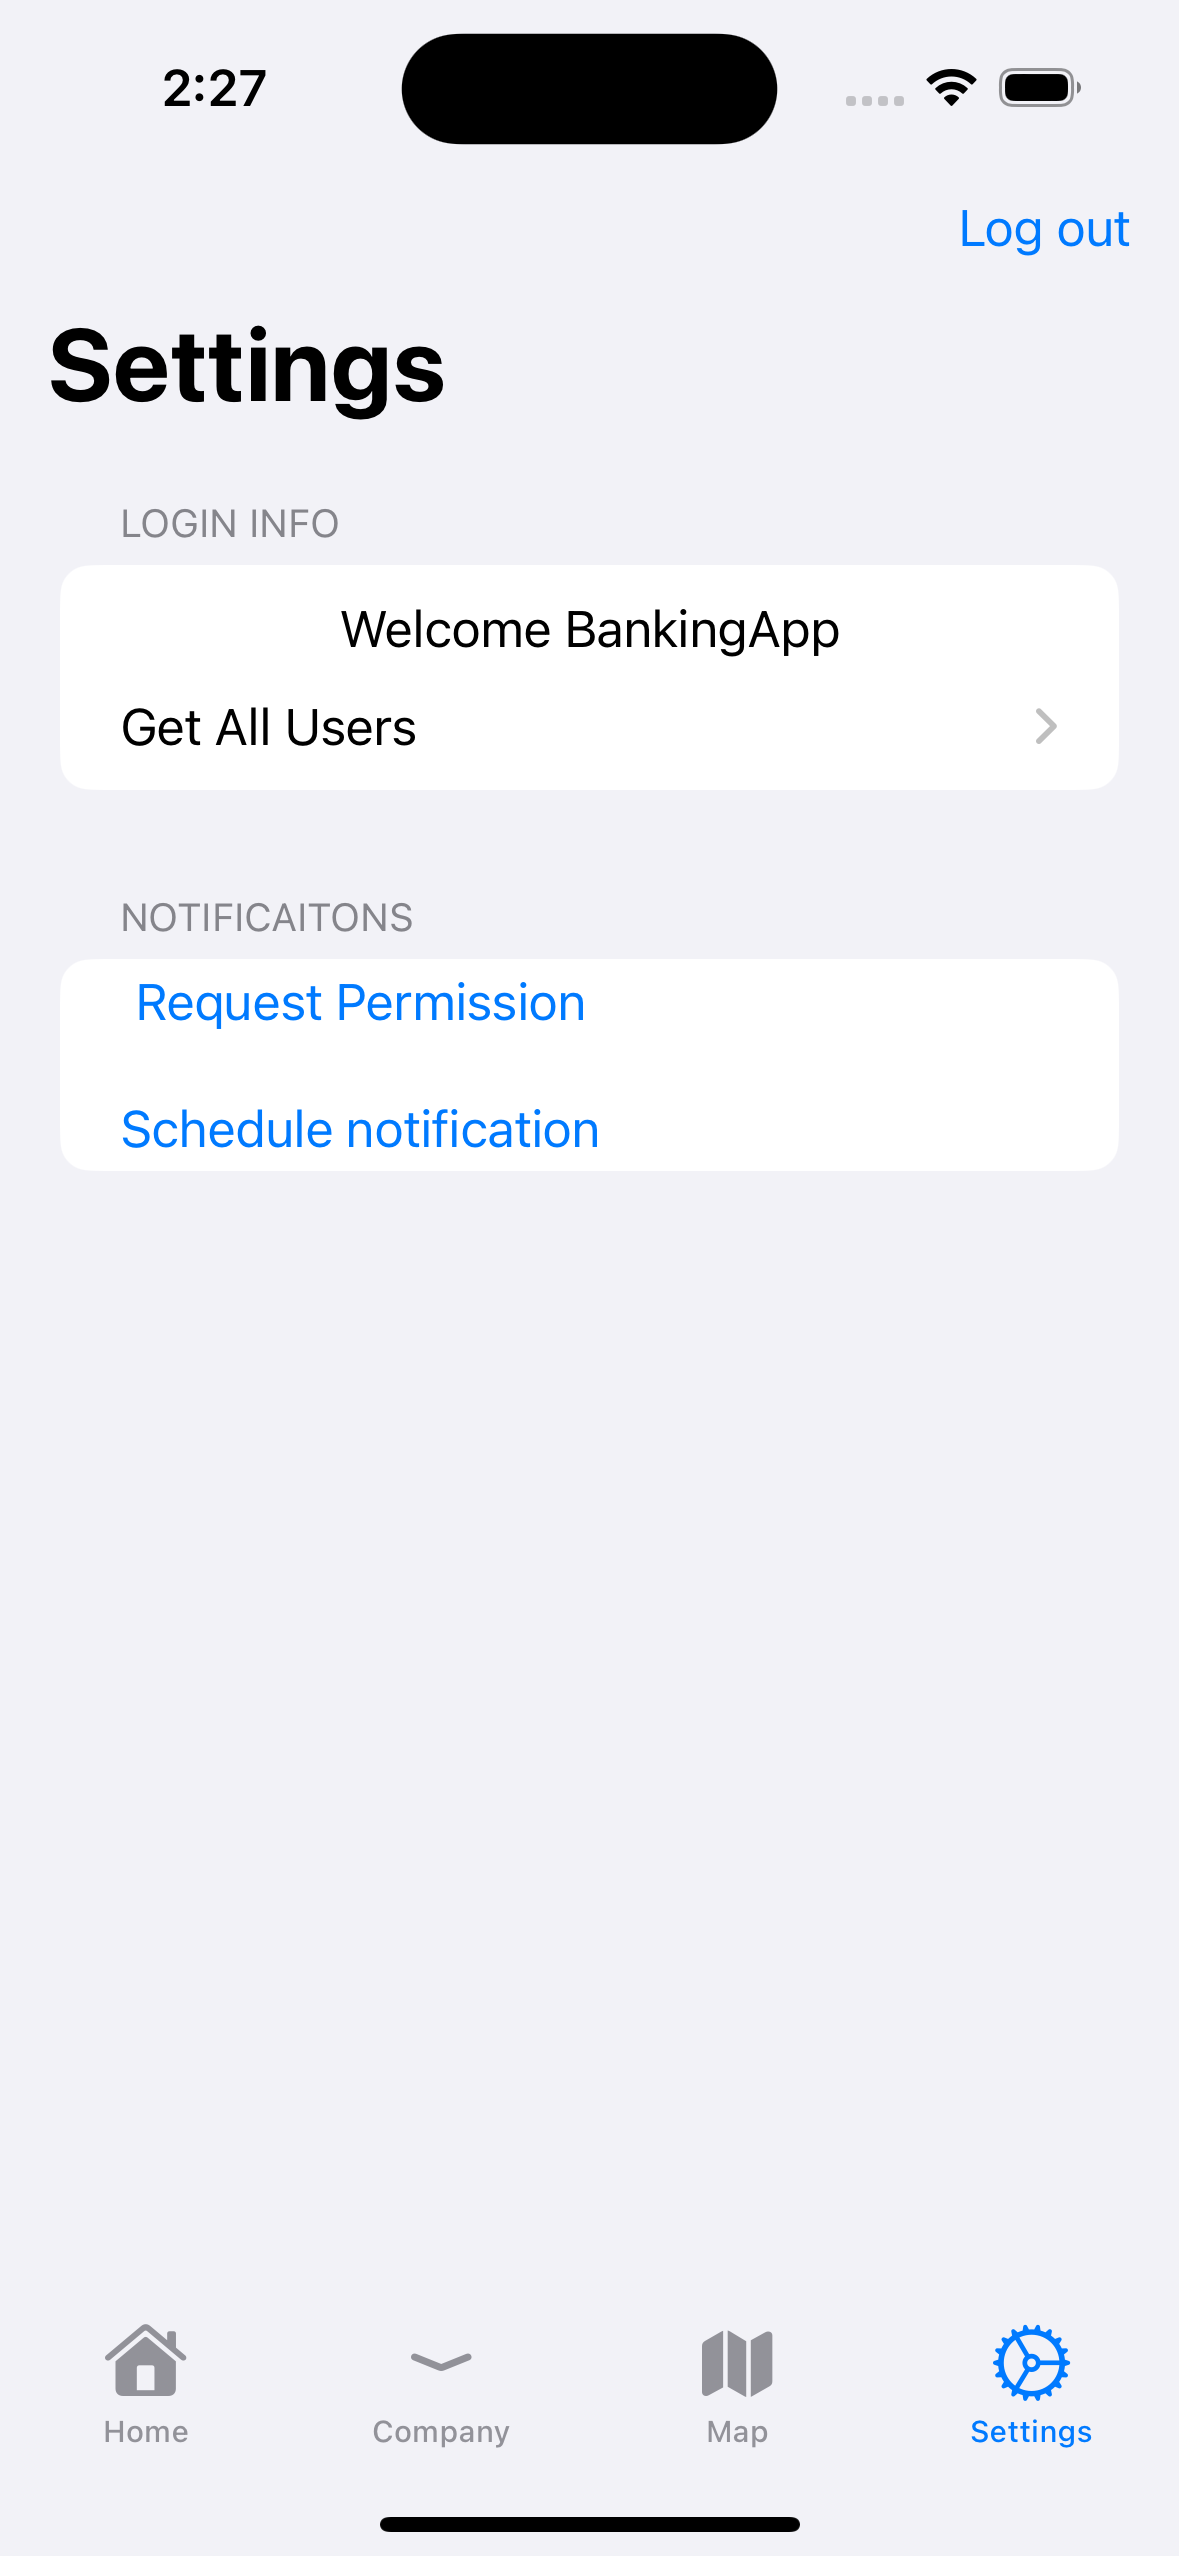 2:27
Log out
Settings
LOGIN INFO
Welcome BankingApp
Get All Users
NOTIFICAITONS
Request Permission
Schedule notification
Home
Company
Map
Settings